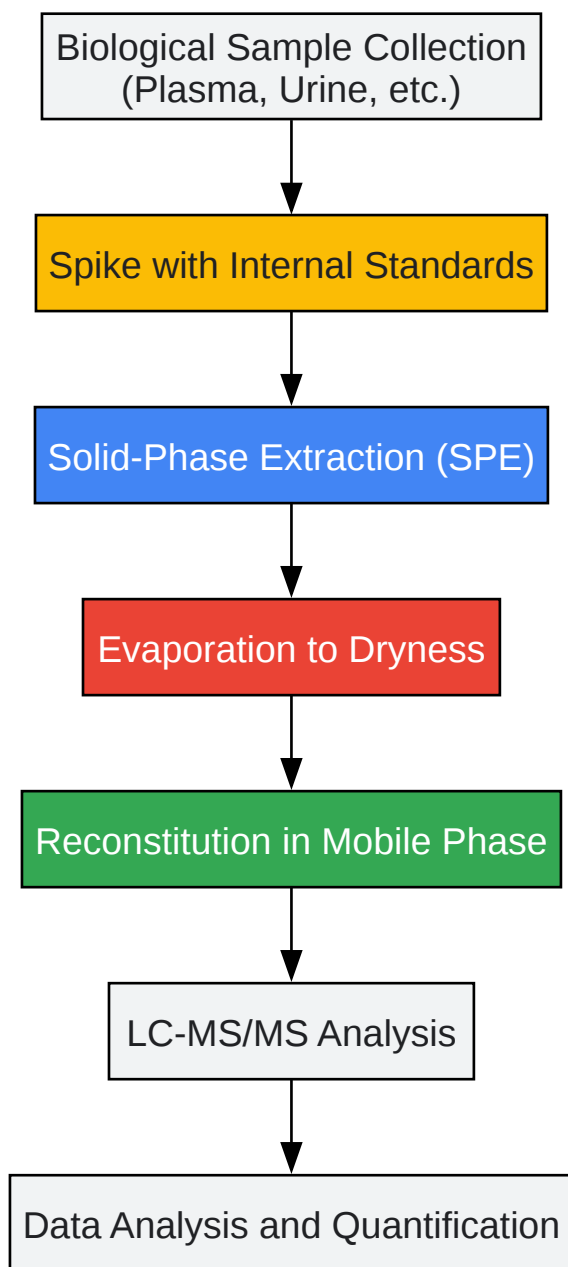 Biological Sample Collection
(Plasma, Urine, etc.)
Spike with Internal Standards
Solid-Phase Extraction (SPE)
Evaporation to Dryness
Reconstitution in Mobile Phase
LC-MS/MS Analysis
Data Analysis and Quantification